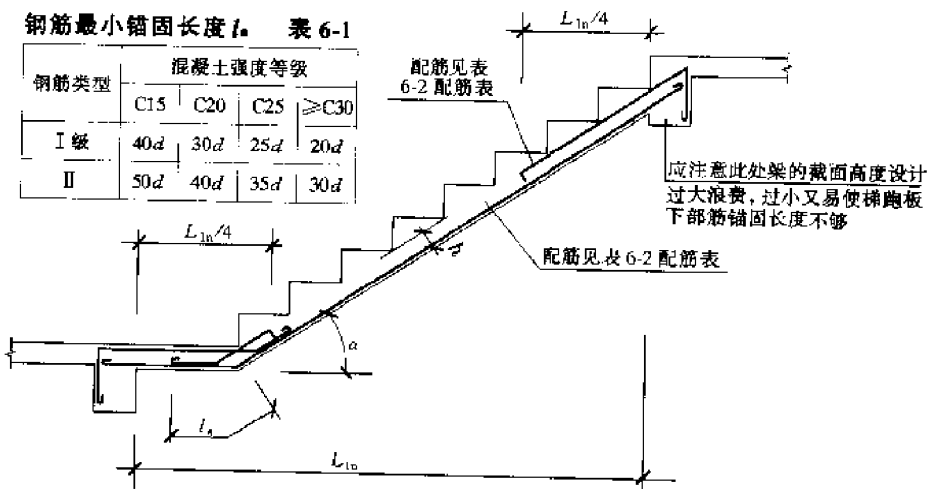 钢筋最小锚固长度 lₐ 表 6-1
钢筋类型
混凝土强度等级
C15 C20 C25 ≥C30
Ⅰ级 40d 30d 25d 20d
Ⅱ 50d 40d 35d 30d
L₁ₙ/4
配筋见表
6-2 配筋表
应注意此处梁的截面高度设计
过大浪费，过小又易使梯跑板
下部筋锚固长度不够
L₁ₙ/4
配筋见表 6-2 配筋表
α
lₐ
L₁ₙ